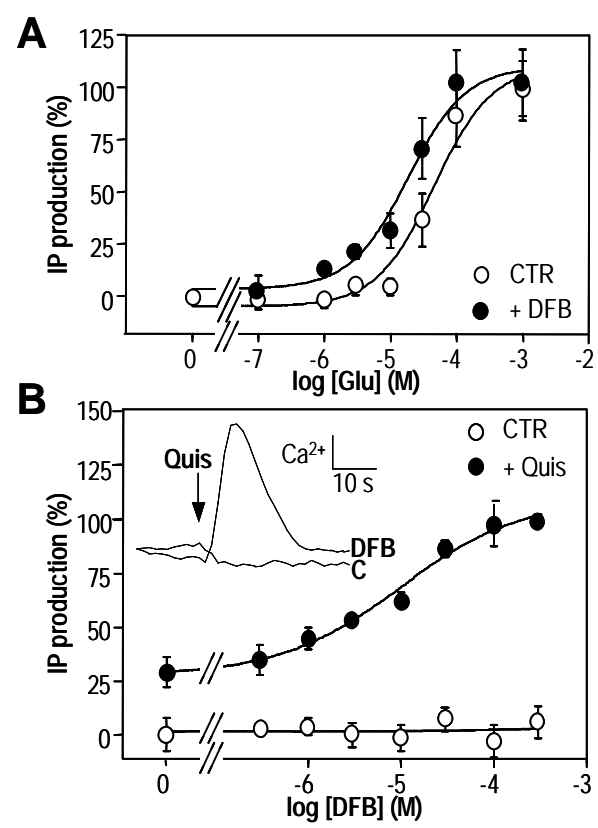 A
125
100
75
50
25
0
IP production (%)
CTR
+ DFB
0 -7 -6 -5 -4 -3 -2
log [Glu] (M)
B
150
125
100
75
50
25
0
IP production (%)
CTR
+ Quis
Quis
Ca2+
10 s
DFB
C
0 -6 -5 -4 -3
log [DFB] (M)